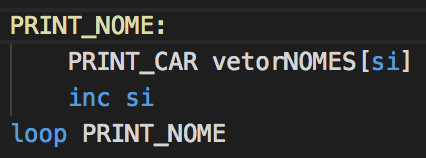 PRINT_NOME:
    PRINT_CAR vetorNOMES[si]
    inc si
loop PRINT_NOME